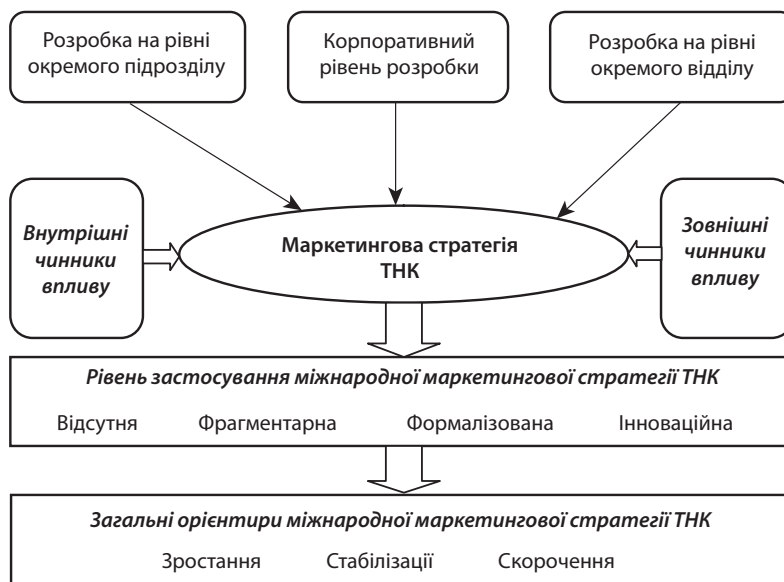 Розробка на рівні
окремого підрозділу
Корпоративний
рівень розробки
Розробка на рівні
окремого відділу
Внутрішні
чинники
впливу
Маркетингова стратегія
ТНК
Зовнішні
чинники
впливу
Рівень застосування міжнародної маркетингової стратегії ТНК
Відсутня Фрагментарна Формалізована Інноваційна
Загальні орієнтири міжнародної маркетингової стратегії ТНК
Зростання Стабілізації Скорочення